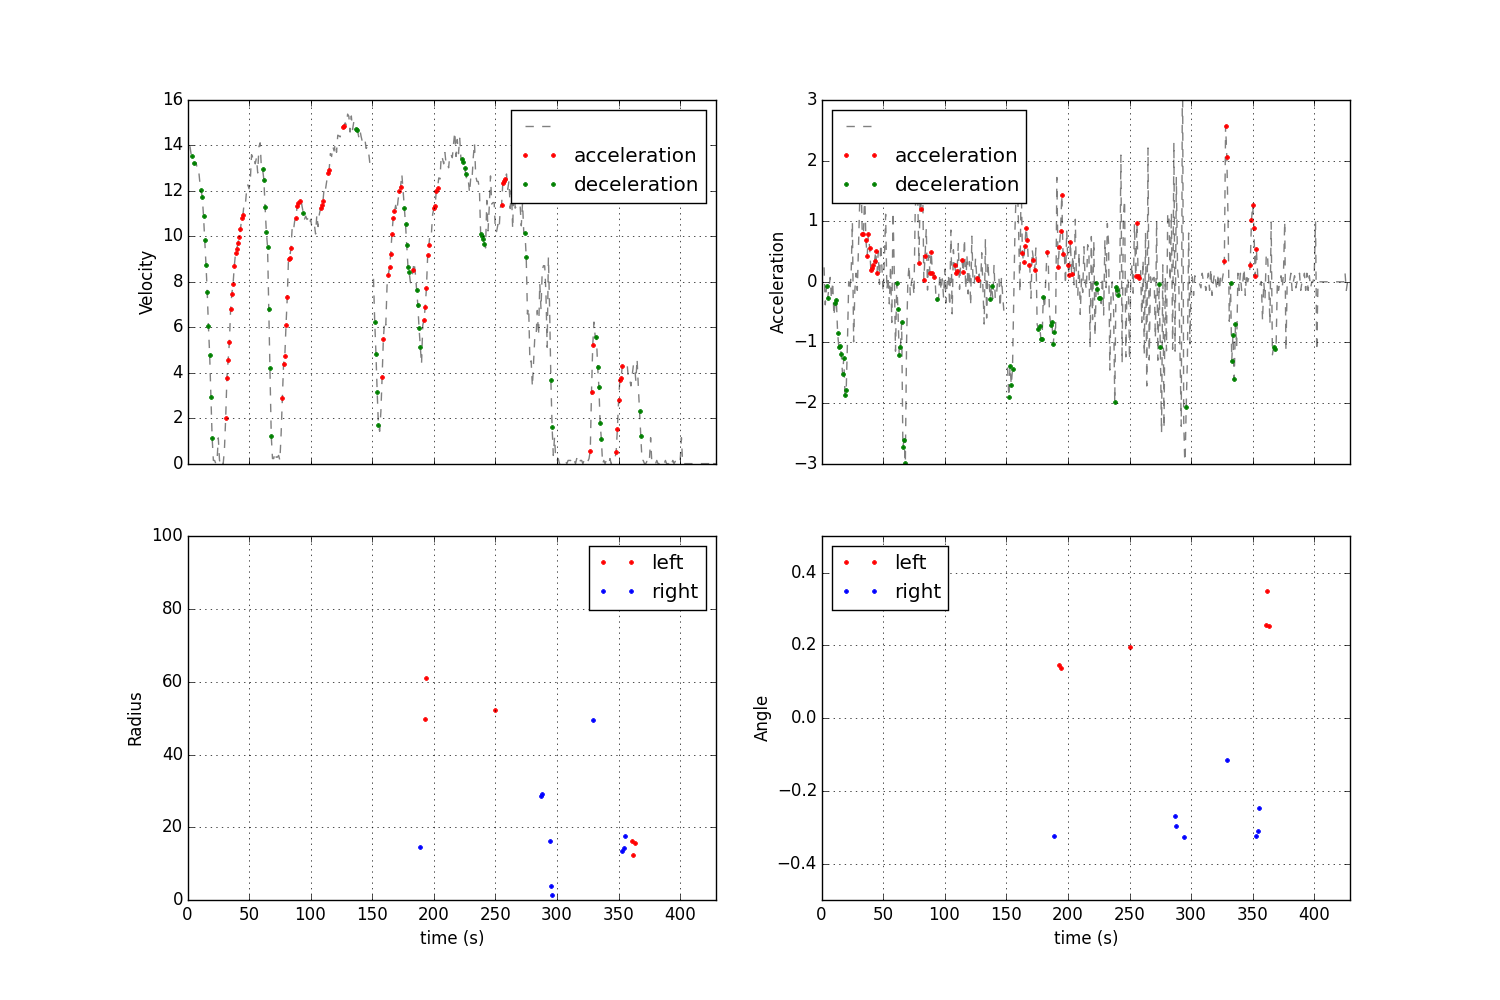 16
14
12
10
8
6
4
2
0
Velocity
acceleration
deceleration
3
2
1
0
−1
−2
−3
Acceleration
acceleration
deceleration
100
80
60
40
20
0
Radius
left
right
0 50 100 150 200 250 300 350 400
time (s)
0.4
0.2
0.0
−0.2
−0.4
Angle
left
right
0 50 100 150 200 250 300 350 400
time (s)